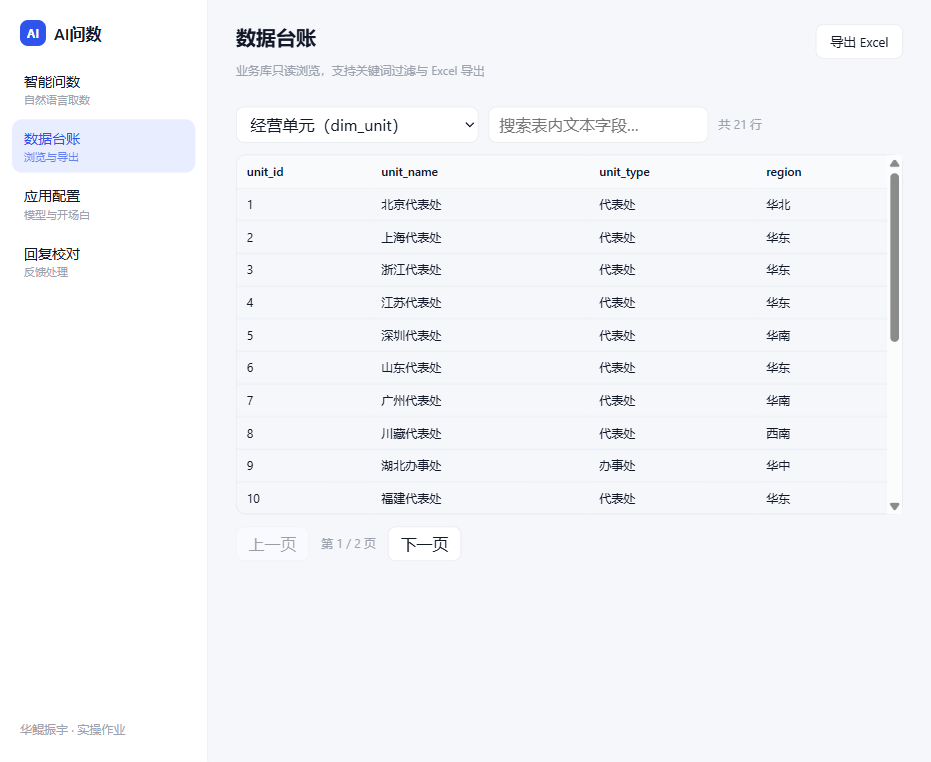 AI AI问数
智能问数
自然语言取数
数据台账
浏览与导出
应用配置
模型与开场白
回复校对
反馈处理
华鲲振宇 · 实操作业
数据台账
业务库只读浏览，支持关键词过滤与 Excel 导出
导出 Excel
经营单元（dim_unit） 搜索表内文本字段... 共 21 行
unit_id unit_name unit_type region
1 北京代表处 代表处 华北
2 上海代表处 代表处 华东
3 浙江代表处 代表处 华东
4 江苏代表处 代表处 华东
5 深圳代表处 代表处 华南
6 山东代表处 代表处 华东
7 广州代表处 代表处 华南
8 川藏代表处 代表处 西南
9 湖北办事处 办事处 华中
10 福建代表处 代表处 华东
上一页 第 1 / 2 页 下一页